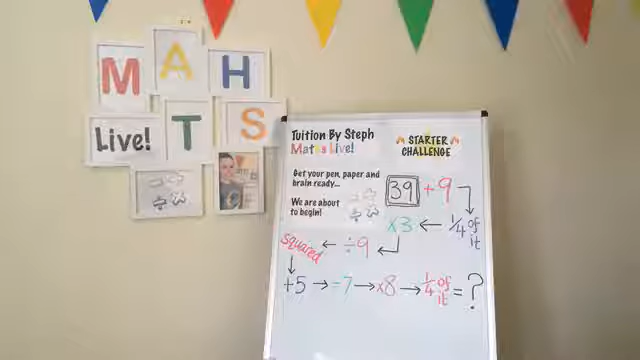 M A H
Live! T S
Tuition By Steph
Maths Live!
STARTER
CHALLENGE
Get your pen, paper and
brain ready...
We are about
to begin!
39 +9
x3 ← 1/4 of it
squared ← ÷9
+5 → -7 → x8 → 1/4 of it = ?